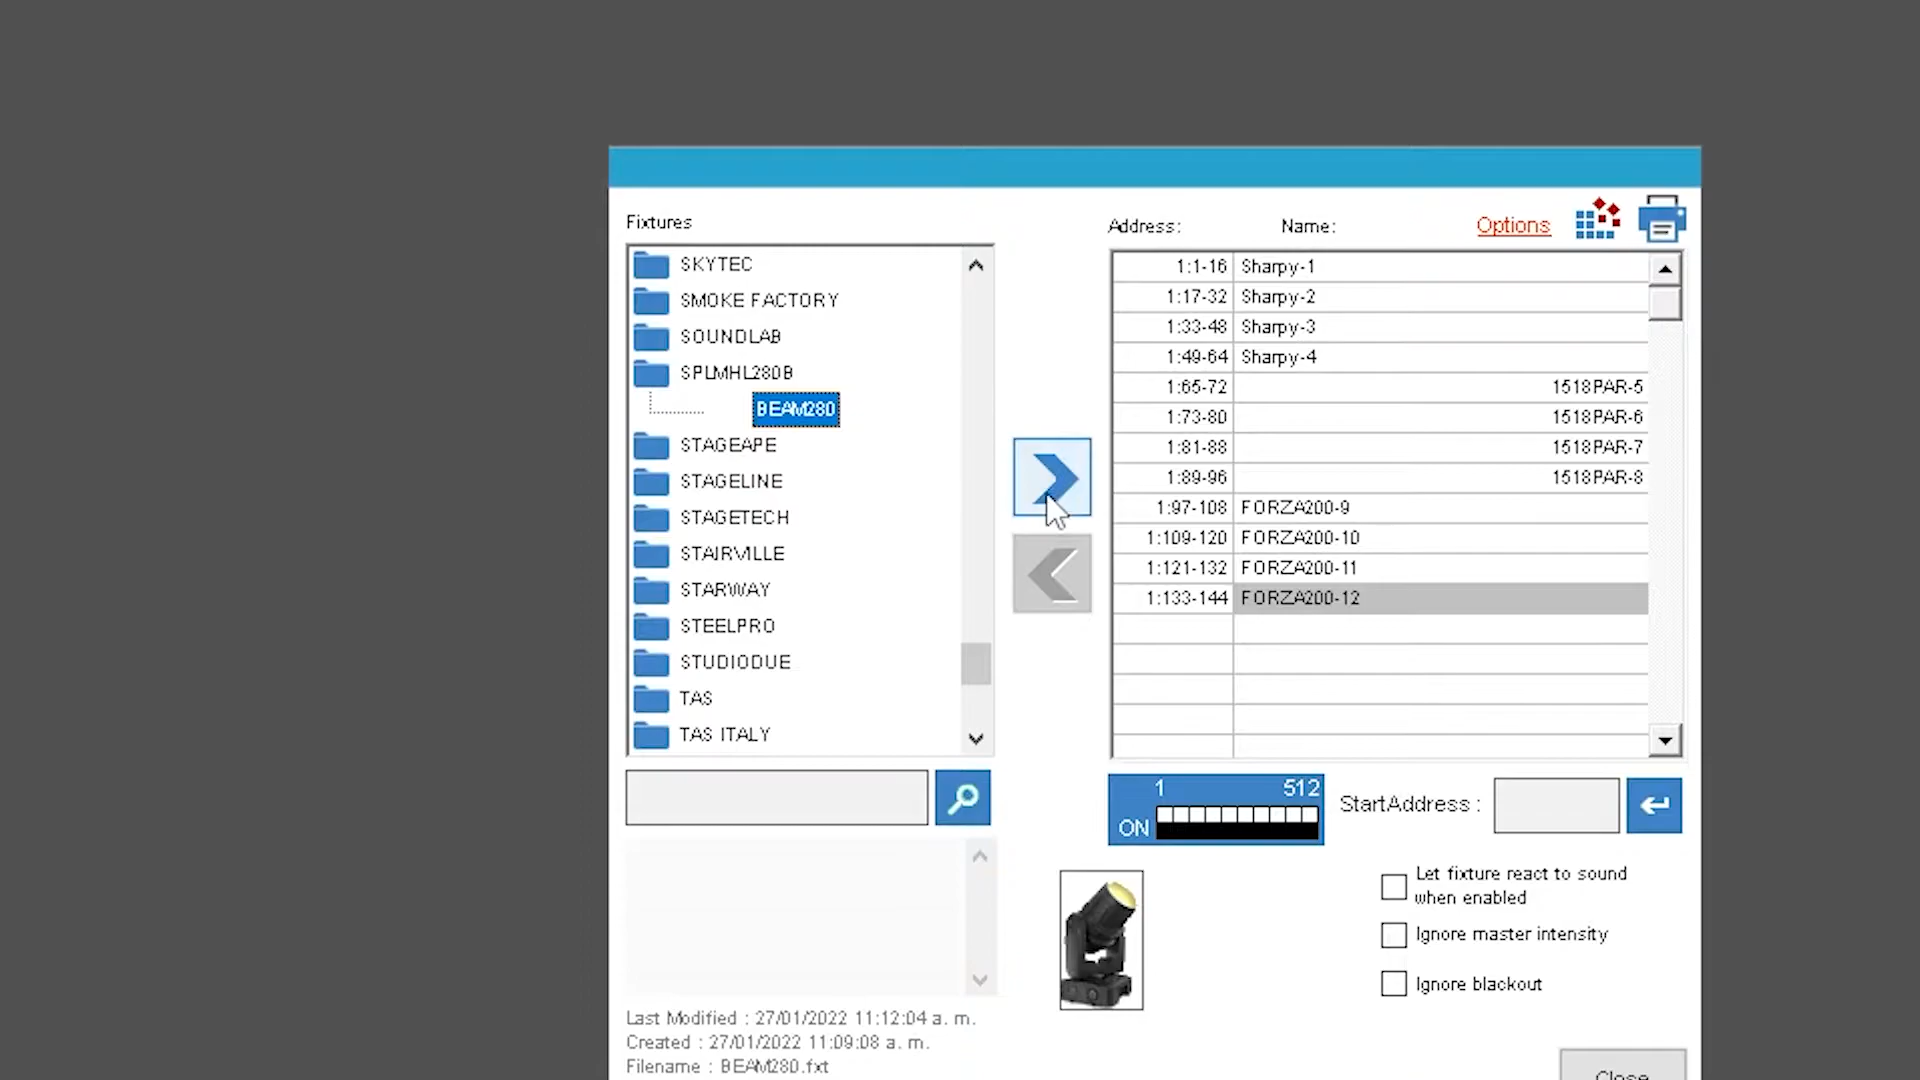 Fixtures
SKYTEC
SMOKE FACTORY
SOUNDLAB
SPLMHL280B
BEAM280
STAGEAPE
STAGELINE
STAGETECH
STAIRVILLE
STARWAY
STEELPRO
STUDIODUE
TAS
TAS ITALY
Last Modified : 27/01/2022 11:12:04 a. m.
Created : 27/01/2022 11:09:08 a. m.
Filename : BEAM280.fxt
Address: Name: Options
1:1-16 Sharpy-1
1:17-32 Sharpy-2
1:33-48 Sharpy-3
1:49-64 Sharpy-4
1:65-72 1518PAR-5
1:73-80 1518PAR-6
1:81-88 1518PAR-7
1:89-96 1518PAR-8
1:97-108 FORZA200-9
1:109-120 FORZA200-10
1:121-132 FORZA200-11
1:133-144 FORZA200-12
1 512
ON
StartAddress :
Let fixture react to sound
when enabled
Ignore master intensity
Ignore blackout
Close